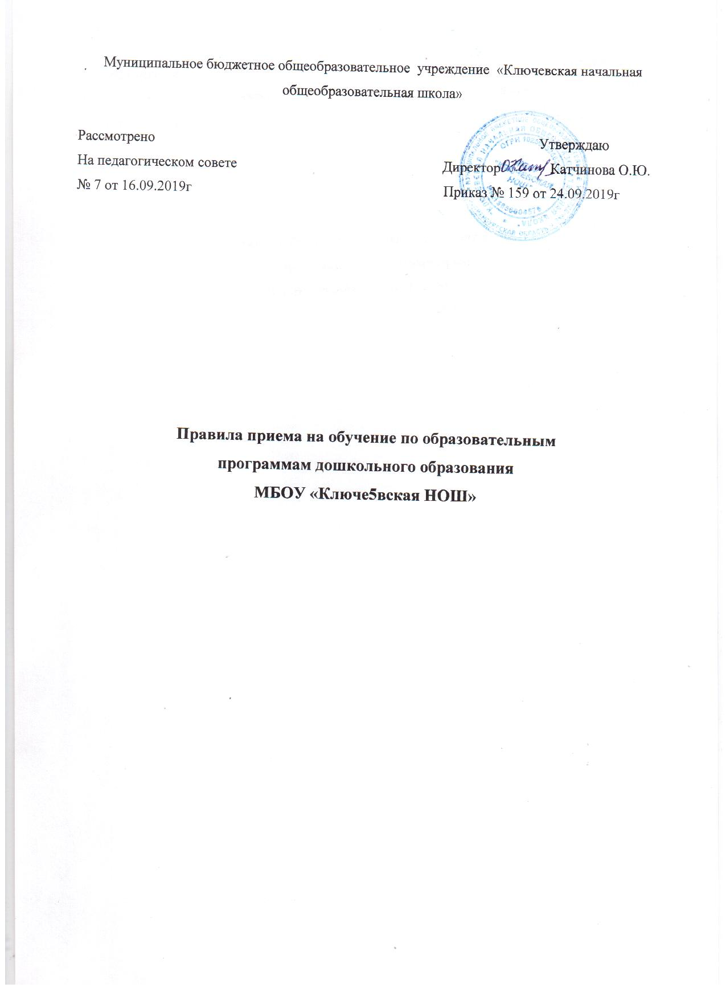 Муниципальное бюджетное общеобразовательное учреждение «Ключевская начальная
общеобразовательная школа»
Рассмотрено
На педагогическом совете
№ 7 от 16.09.2019г
Утверждаю
Директор Катчинова О.Ю.
Приказ № 159 от 24.09.2019г
Правила приема на обучение по образовательным
программам дошкольного образования
МБОУ «Ключе5вская НОШ»